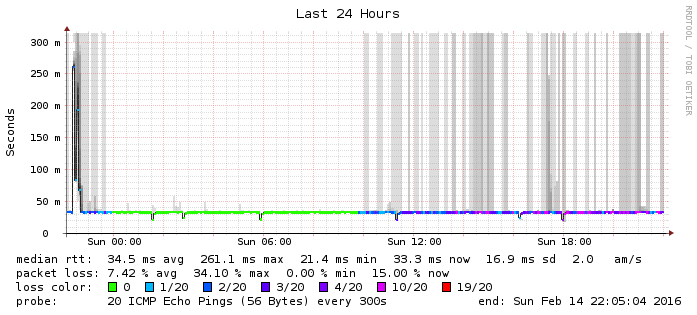 Last 24 Hours
RRDTOOL / TOBI OETIKER
Seconds
300 m
250 m
200 m
150 m
100 m
50 m
0
Sun 00:00 Sun 06:00 Sun 12:00 Sun 18:00
median rtt: 34.5 ms avg 261.1 ms max 21.4 ms min 33.3 ms now 16.9 ms sd 2.0 am/s
packet loss: 7.42 % avg 34.10 % max 0.00 % min 15.00 % now
loss color: 0 1/20 2/20 3/20 4/20 10/20 19/20
probe: 20 ICMP Echo Pings (56 Bytes) every 300s end: Sun Feb 14 22:05:04 2016